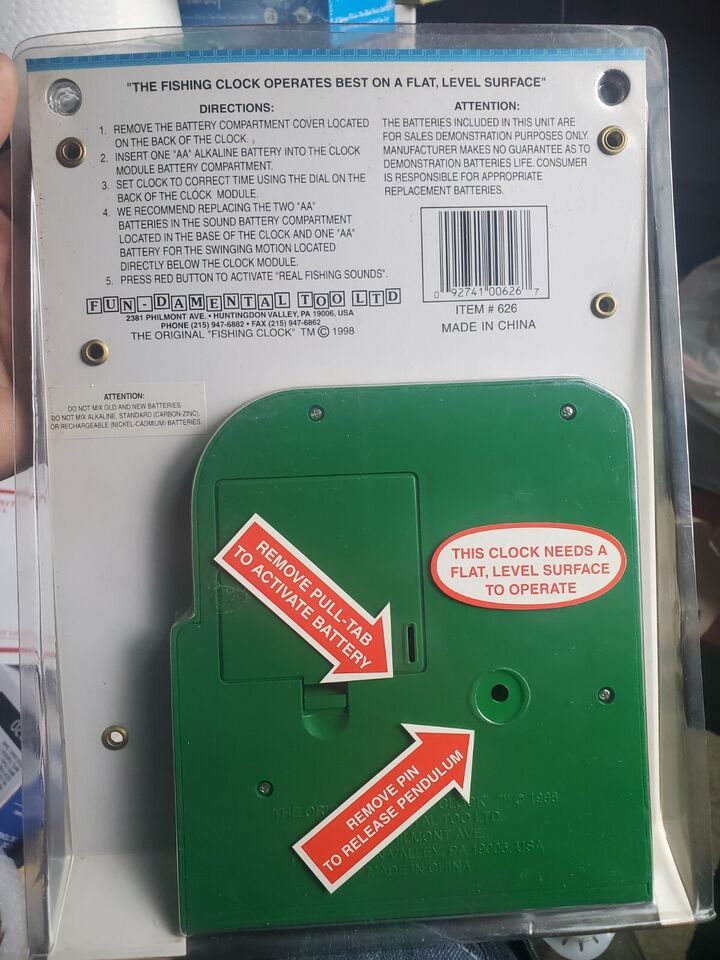 "THE FISHING CLOCK OPERATES BEST ON A FLAT, LEVEL SURFACE"
DIRECTIONS:
1. REMOVE THE BATTERY COMPARTMENT COVER LOCATED
ON THE BACK OF THE CLOCK.
2. INSERT ONE "AA" ALKALINE BATTERY INTO THE CLOCK
MODULE BATTERY COMPARTMENT.
3. SET CLOCK TO CORRECT TIME USING THE DIAL ON THE
BACK OF THE CLOCK MODULE.
4. WE RECOMMEND REPLACING THE TWO "AA"
BATTERIES IN THE SOUND BATTERY COMPARTMENT
LOCATED IN THE BASE OF THE CLOCK AND ONE "AA"
BATTERY FOR THE SWINGING MOTION LOCATED
DIRECTLY BELOW THE CLOCK MODULE.
5. PRESS RED BUTTON TO ACTIVATE "REAL FISHING SOUNDS".
FUN-DAMENTAL TOO LTD
2381 PHILMONT AVE. • HUNTINGDON VALLEY, PA 19006, USA
PHONE (215) 947-6882 • FAX (215) 947-6862
THE ORIGINAL "FISHING CLOCK" TM © 1998
ATTENTION:
THE BATTERIES INCLUDED IN THIS UNIT ARE
FOR SALES DEMONSTRATION PURPOSES ONLY.
MANUFACTURER MAKES NO GUARANTEE AS TO
DEMONSTRATION BATTERIES LIFE. CONSUMER
IS RESPONSIBLE FOR APPROPRIATE
REPLACEMENT BATTERIES.
0 92741 00626 7
ITEM # 626
MADE IN CHINA
ATTENTION:
DO NOT MIX OLD AND NEW BATTERIES.
DO NOT MIX ALKALINE, STANDARD (CARBON-ZINC),
OR RECHARGEABLE (NICKEL-CADMIUM) BATTERIES.
REMOVE PULL-TAB
TO ACTIVATE BATTERY
THIS CLOCK NEEDS A
FLAT, LEVEL SURFACE
TO OPERATE
REMOVE PIN
TO RELEASE PENDULUM
THE TM © 1998
TOO LTD
AVE.
VALLEY, PA 19006, USA
MADE IN CHINA